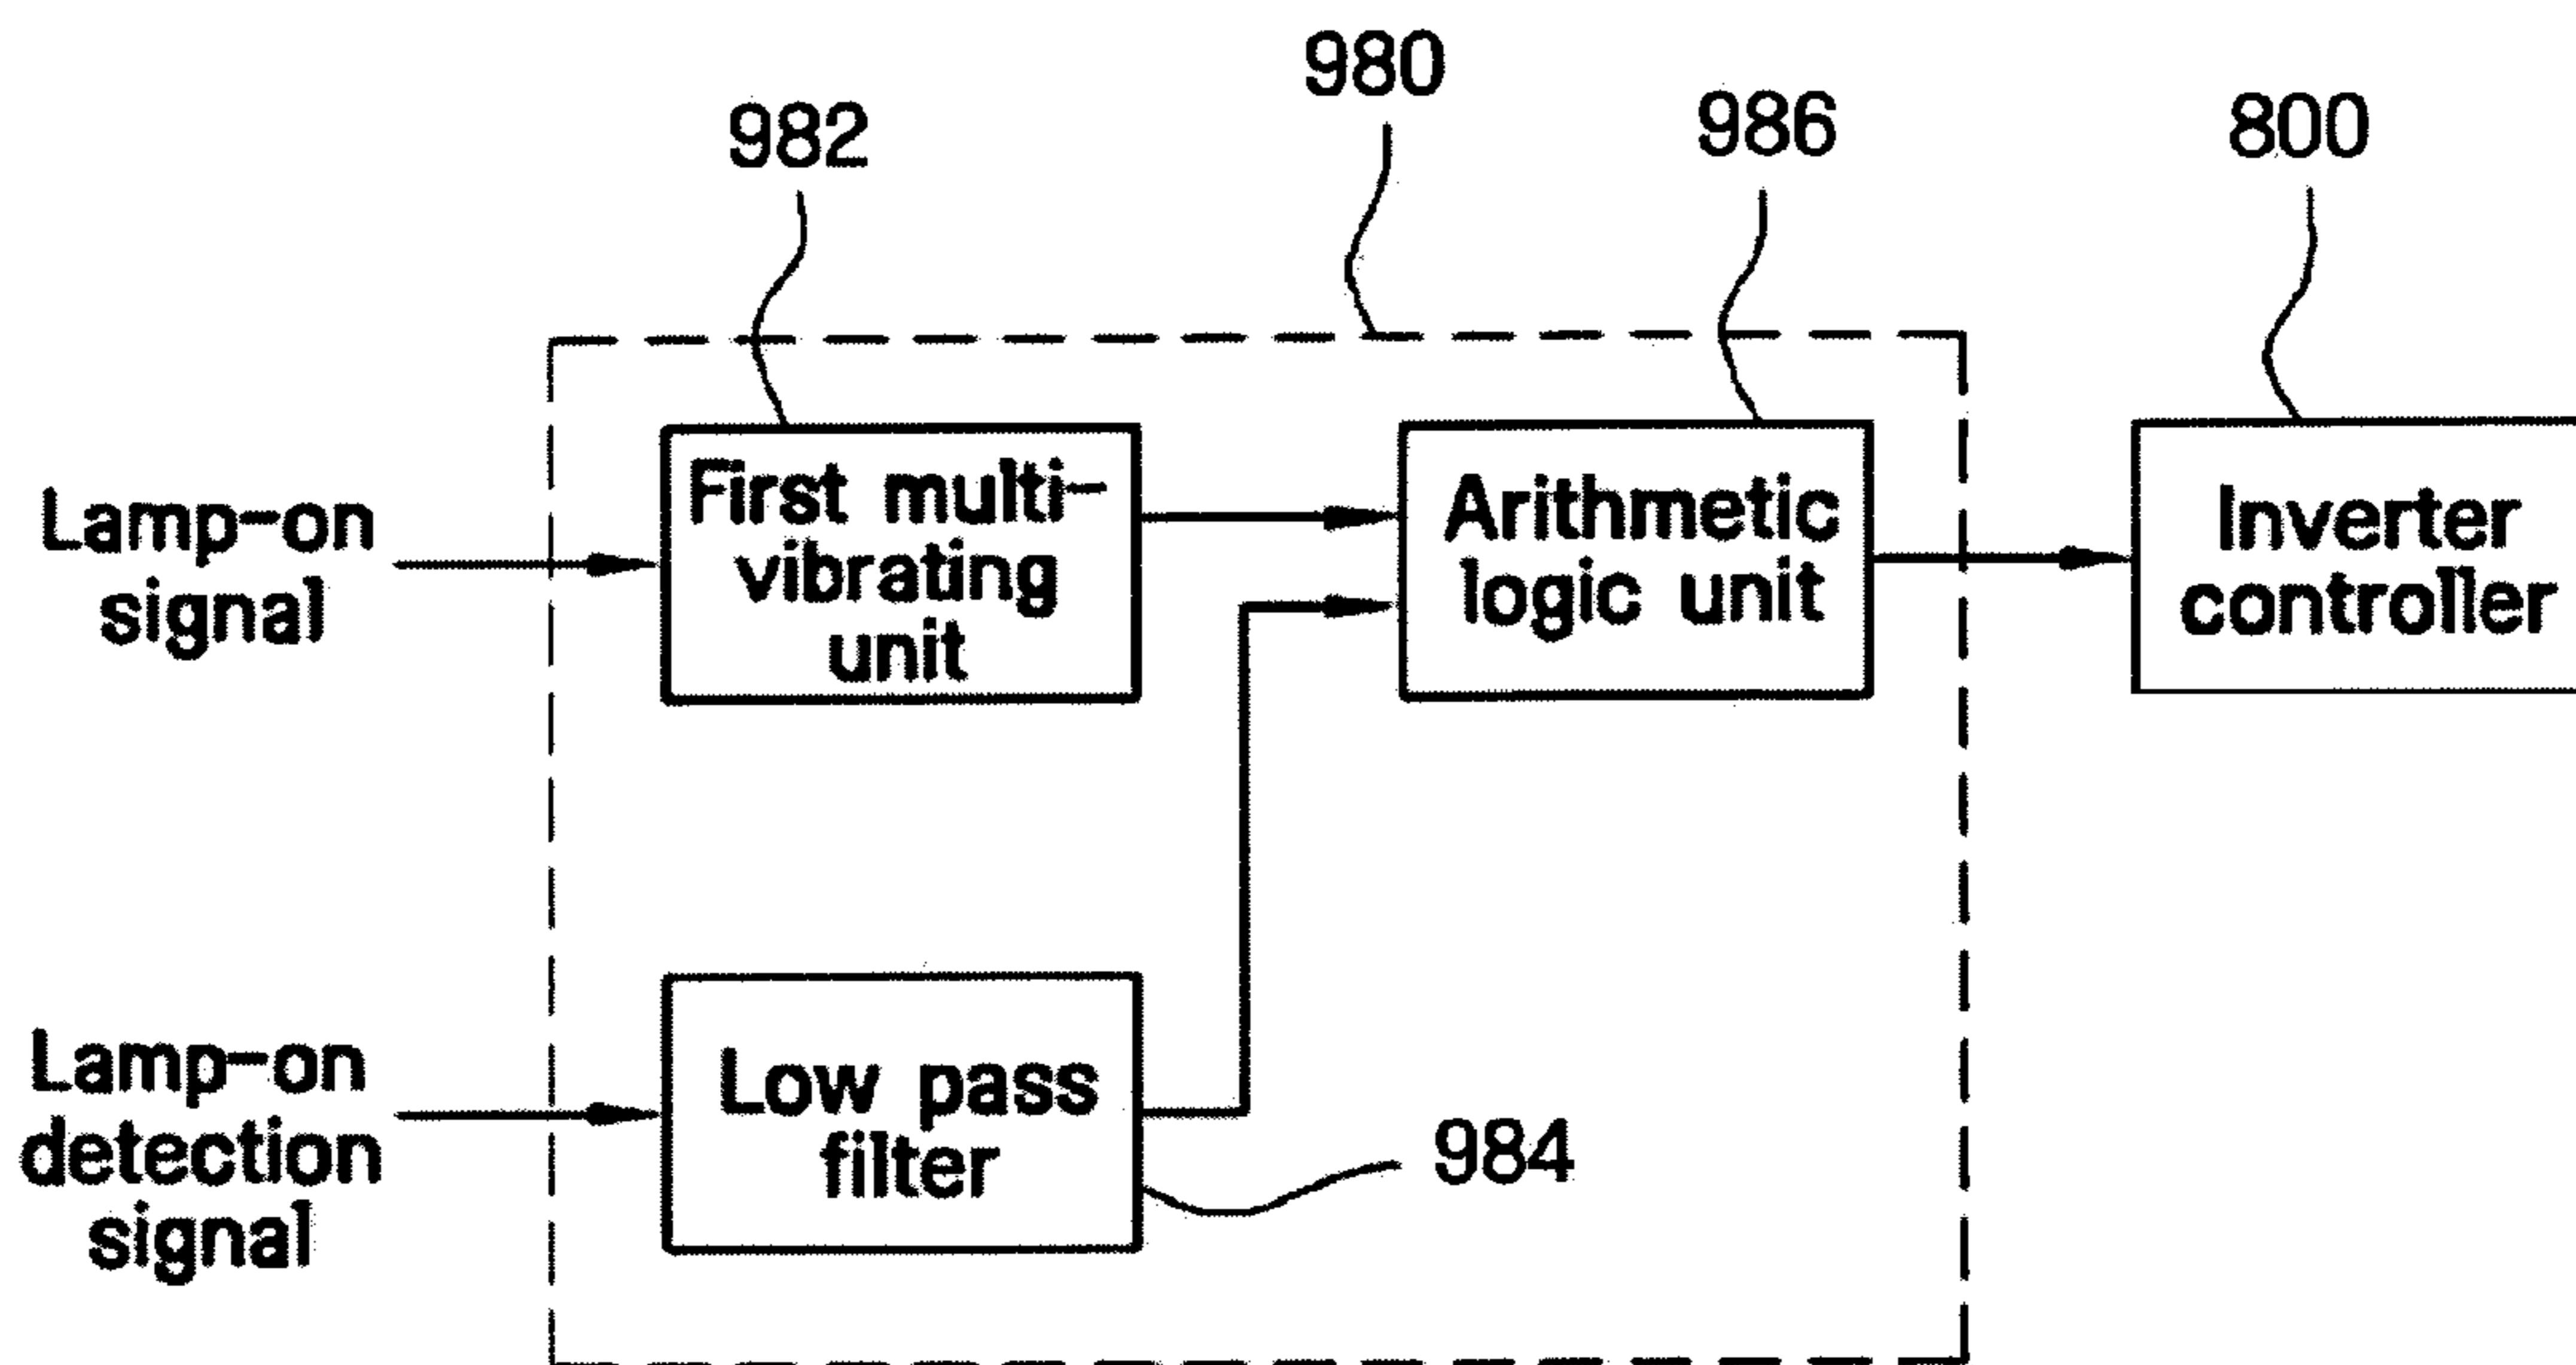 980
982
986
800
Lamp-on
signal
First multi-
vibrating
unit
Arithmetic
logic unit
Inverter
controller
Lamp-on
detection
signal
Low pass
filter
984